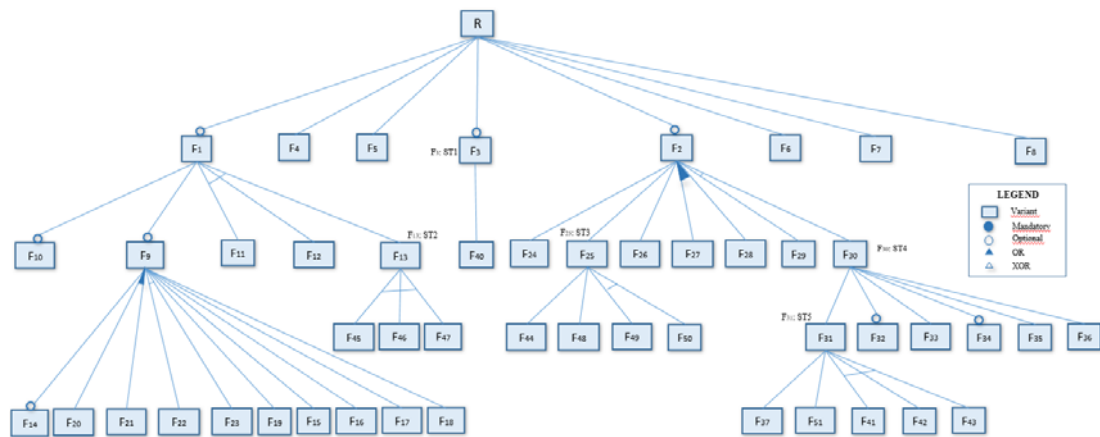 R
F1
F4
F5
F3: ST1
F3
F2
F6
F7
F8
LEGEND
Variant
Mandatory
Optional
OR
XOR
F10
F9
F11
F12
F13
F13: ST2
F40
F24
F25: ST3
F25
F26
F27
F28
F29
F30
F30: ST4
F45
F46
F47
F44
F48
F49
F50
F31: ST5
F31
F32
F33
F34
F35
F36
F14
F20
F21
F22
F23
F19
F15
F16
F17
F18
F37
F51
F41
F42
F43